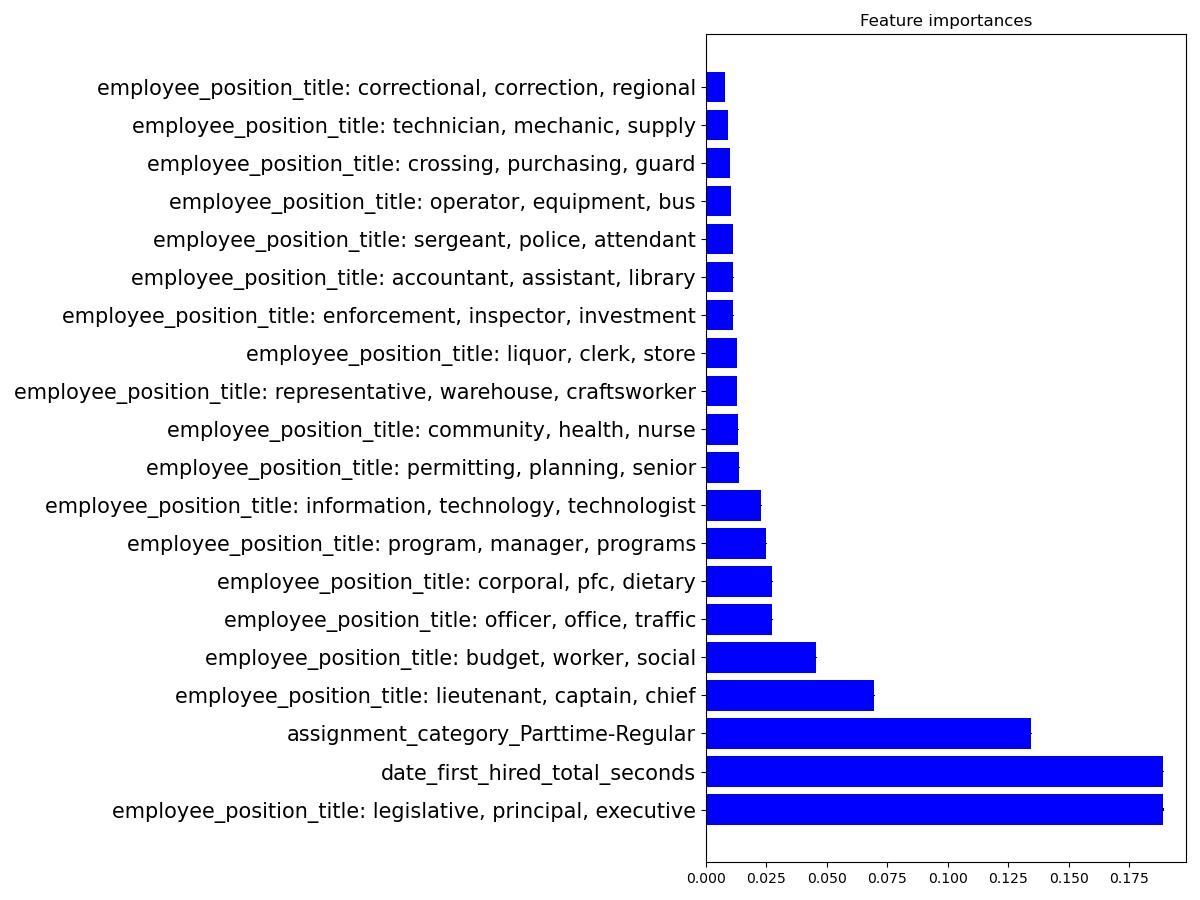 Feature importances
employee_position_title: correctional, correction, regional
employee_position_title: technician, mechanic, supply
employee_position_title: crossing, purchasing, guard
employee_position_title: operator, equipment, bus
employee_position_title: sergeant, police, attendant
employee_position_title: accountant, assistant, library
employee_position_title: enforcement, inspector, investment
employee_position_title: liquor, clerk, store
employee_position_title: representative, warehouse, craftsworker
employee_position_title: community, health, nurse
employee_position_title: permitting, planning, senior
employee_position_title: information, technology, technologist
employee_position_title: program, manager, programs
employee_position_title: corporal, pfc, dietary
employee_position_title: officer, office, traffic
employee_position_title: budget, worker, social
employee_position_title: lieutenant, captain, chief
assignment_category_Parttime-Regular
date_first_hired_total_seconds
employee_position_title: legislative, principal, executive
0.000 0.025 0.050 0.075 0.100 0.125 0.150 0.175